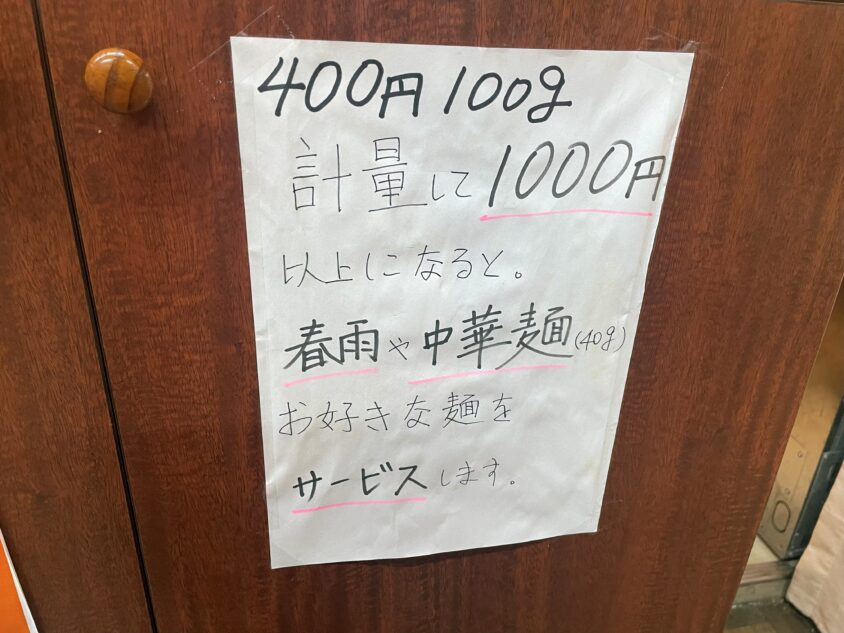 400円 100g
計量して1000円
以上になると。
春雨や中華麺(40g)
お好きな麺を
サービスします。